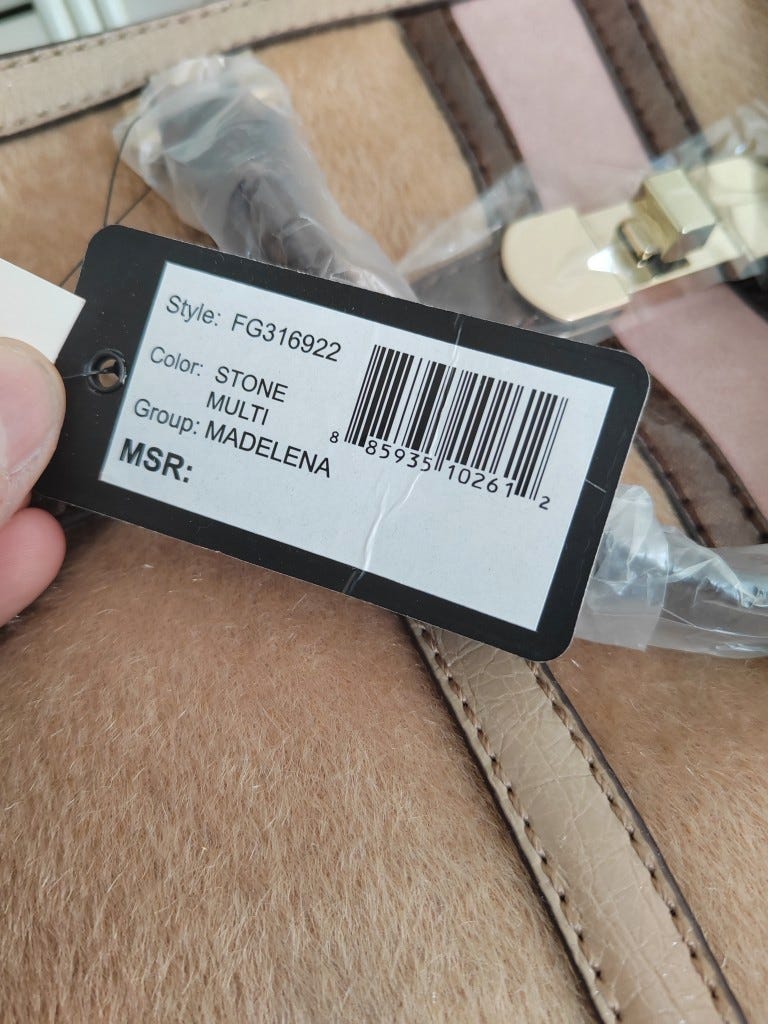 Style: FG316922
Color: STONE
MULTI
Group: MADELENA
MSR:
8 85935 10261 2